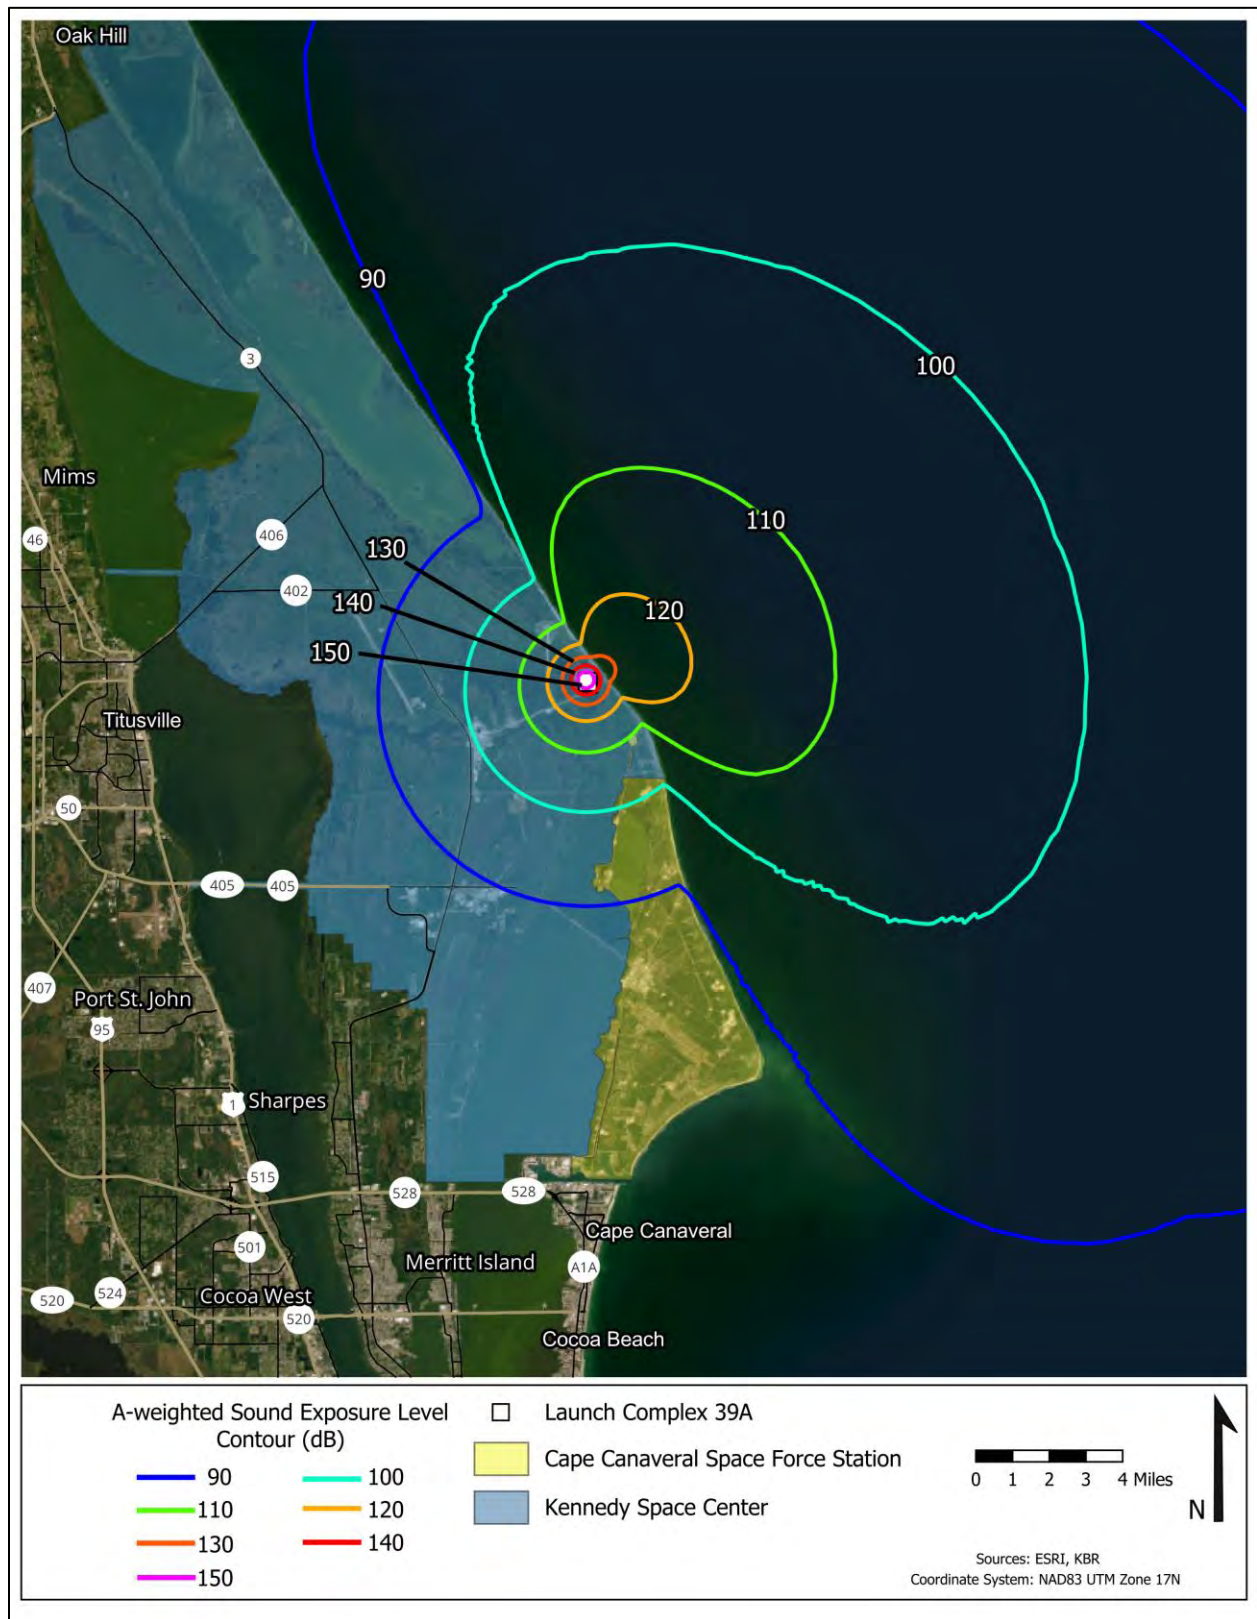 Oak Hill
90
3
100
Mims
110
46
406
130
402
140
120
150
Titusville
50
405
405
407
Port St. John
95
1
Sharpes
515
528
528
Cape Canaveral
501
Merritt Island
A1A
524
Cocoa West
520
520
Cocoa Beach
A-weighted Sound Exposure Level
Contour (dB)
90
100
110
120
130
140
150
Launch Complex 39A
Cape Canaveral Space Force Station
Kennedy Space Center
0 1 2 3 4 Miles
N
Sources: ESRI, KBR
Coordinate System: NAD83 UTM Zone 17N